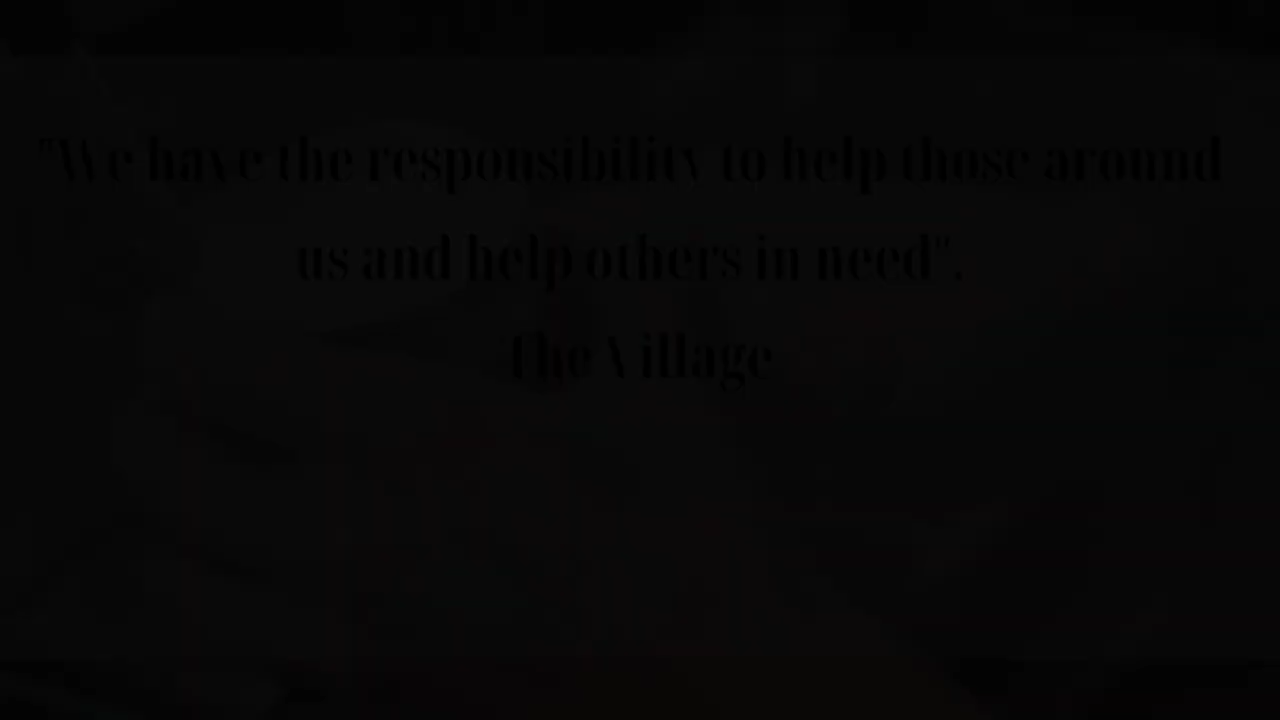 "We have the responsibility to help those around
us and help others in need".
The Village